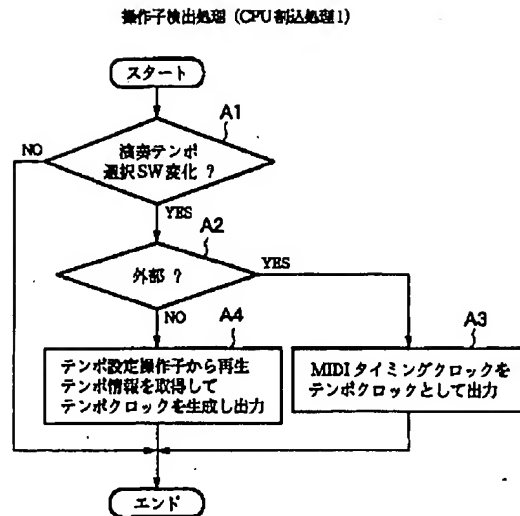 操作子検出処理 (CPU割込処理1)
スタート
A1
NO
演奏テンポ
選択SW変化 ?
YES
A2
外部 ?
YES
NO
A4
A3
テンポ設定操作子から再生
テンポ情報を取得して
テンポクロックを生成し出力
MIDIタイミングクロックを
テンポクロックとして出力
エンド